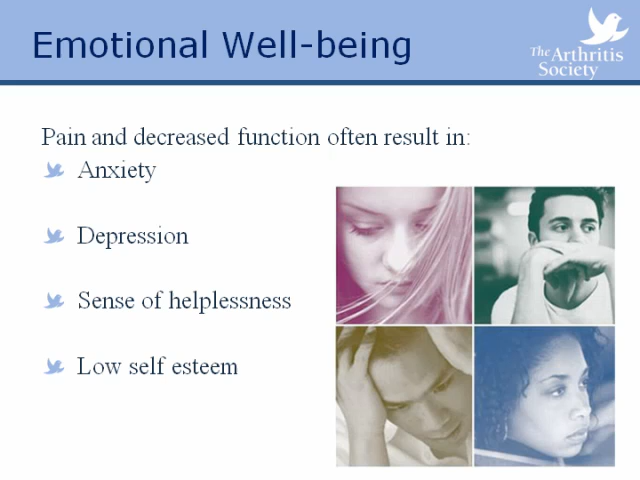 Emotional Well-being
The Arthritis
Society
Pain and decreased function often result in:
Anxiety
Depression
Sense of helplessness
Low self esteem